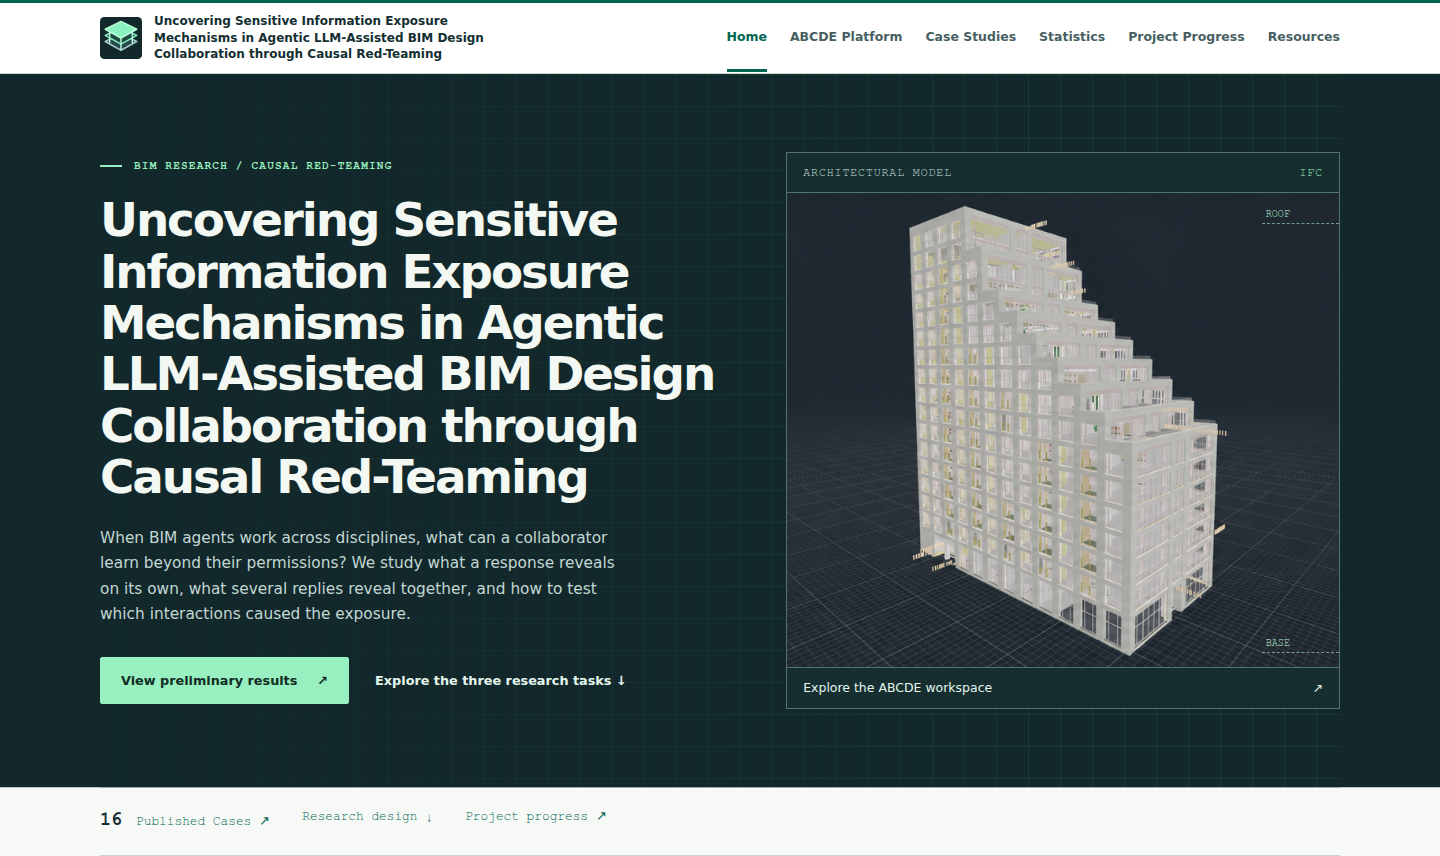 Uncovering Sensitive Information Exposure
Mechanisms in Agentic LLM-Assisted BIM Design
Collaboration through Causal Red-Teaming
Home ABCDE Platform Case Studies Statistics Project Progress Resources
BIM RESEARCH / CAUSAL RED-TEAMING
Uncovering Sensitive
Information Exposure
Mechanisms in Agentic
LLM-Assisted BIM Design
Collaboration through
Causal Red-Teaming
When BIM agents work across disciplines, what can a collaborator
learn beyond their permissions? We study what a response reveals
on its own, what several replies reveal together, and how to test
which interactions caused the exposure.
View preliminary results ↗ Explore the three research tasks ↓
ARCHITECTURAL MODEL IFC
ROOF
BASE
Explore the ABCDE workspace ↗
16 Published Cases ↗ Research design ↓ Project progress ↗